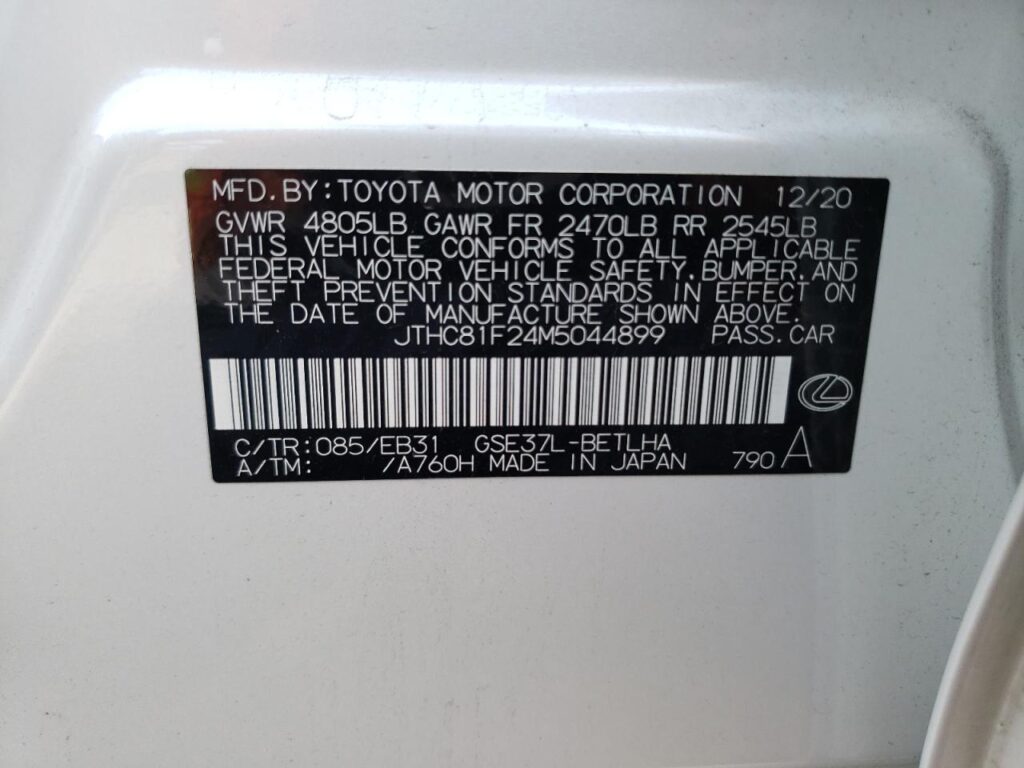 MFD. BY: TOYOTA MOTOR CORPORATION 12/20
GVWR 4805LB GAWR FR 2470LB RR 2545LB
THIS VEHICLE CONFORMS TO ALL APPLICABLE
FEDERAL MOTOR VEHICLE SAFETY, BUMPER, AND
THEFT PREVENTION STANDARDS IN EFFECT ON
THE DATE OF MANUFACTURE SHOWN ABOVE.
JTHC81F24M5044899 PASS. CAR
C/TR: 085/EB31 GSE37L-BETLHA
A/TM: /A760H MADE IN JAPAN 790 A